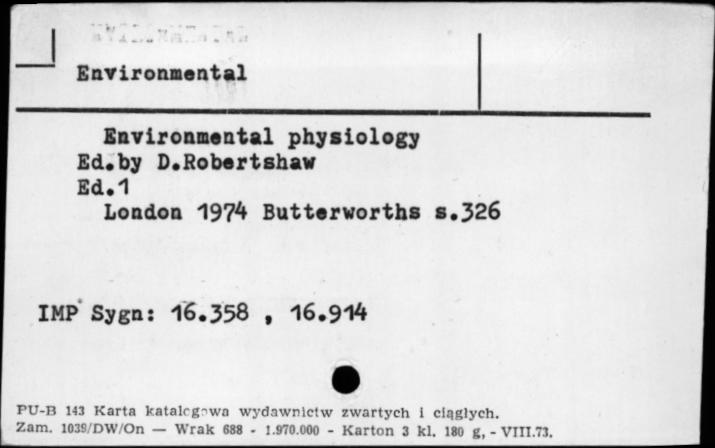 Environmental
Environmental physiology
Ed.by D.Robertshaw
Ed.1
London 1974 Butterworths s.326
IMP Sygn: 16.358 , 16.914
PU-B 143 Karta katalogowa wydawnictw zwartych i ciągłych.
Zam. 1039/DW/On — Wrak 688 - 1.970.000 - Karton 3 kl. 180 g, - VIII.73.